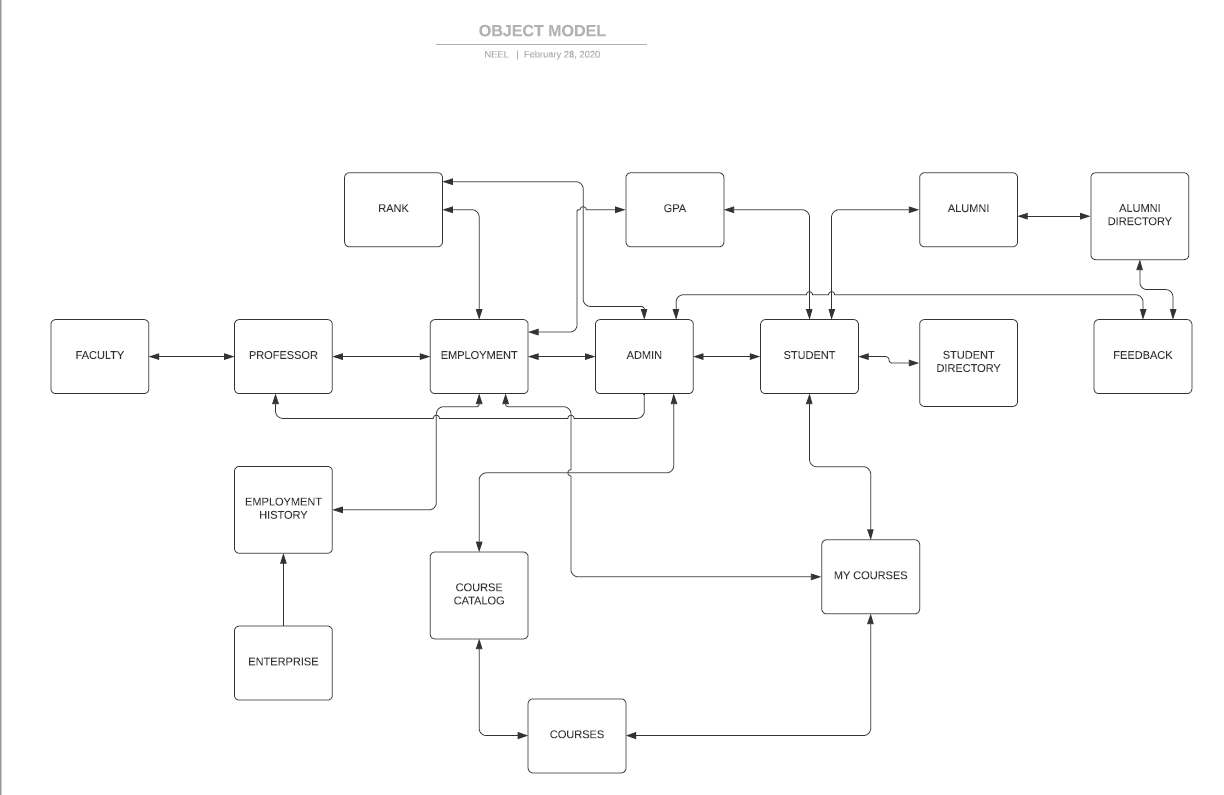 OBJECT MODEL
NEEL | February 28, 2020
RANK
GPA
ALUMNI
ALUMNI
DIRECTORY
FACULTY
PROFESSOR
EMPLOYMENT
ADMIN
STUDENT
STUDENT
DIRECTORY
FEEDBACK
EMPLOYMENT
HISTORY
COURSE
CATALOG
MY COURSES
ENTERPRISE
COURSES